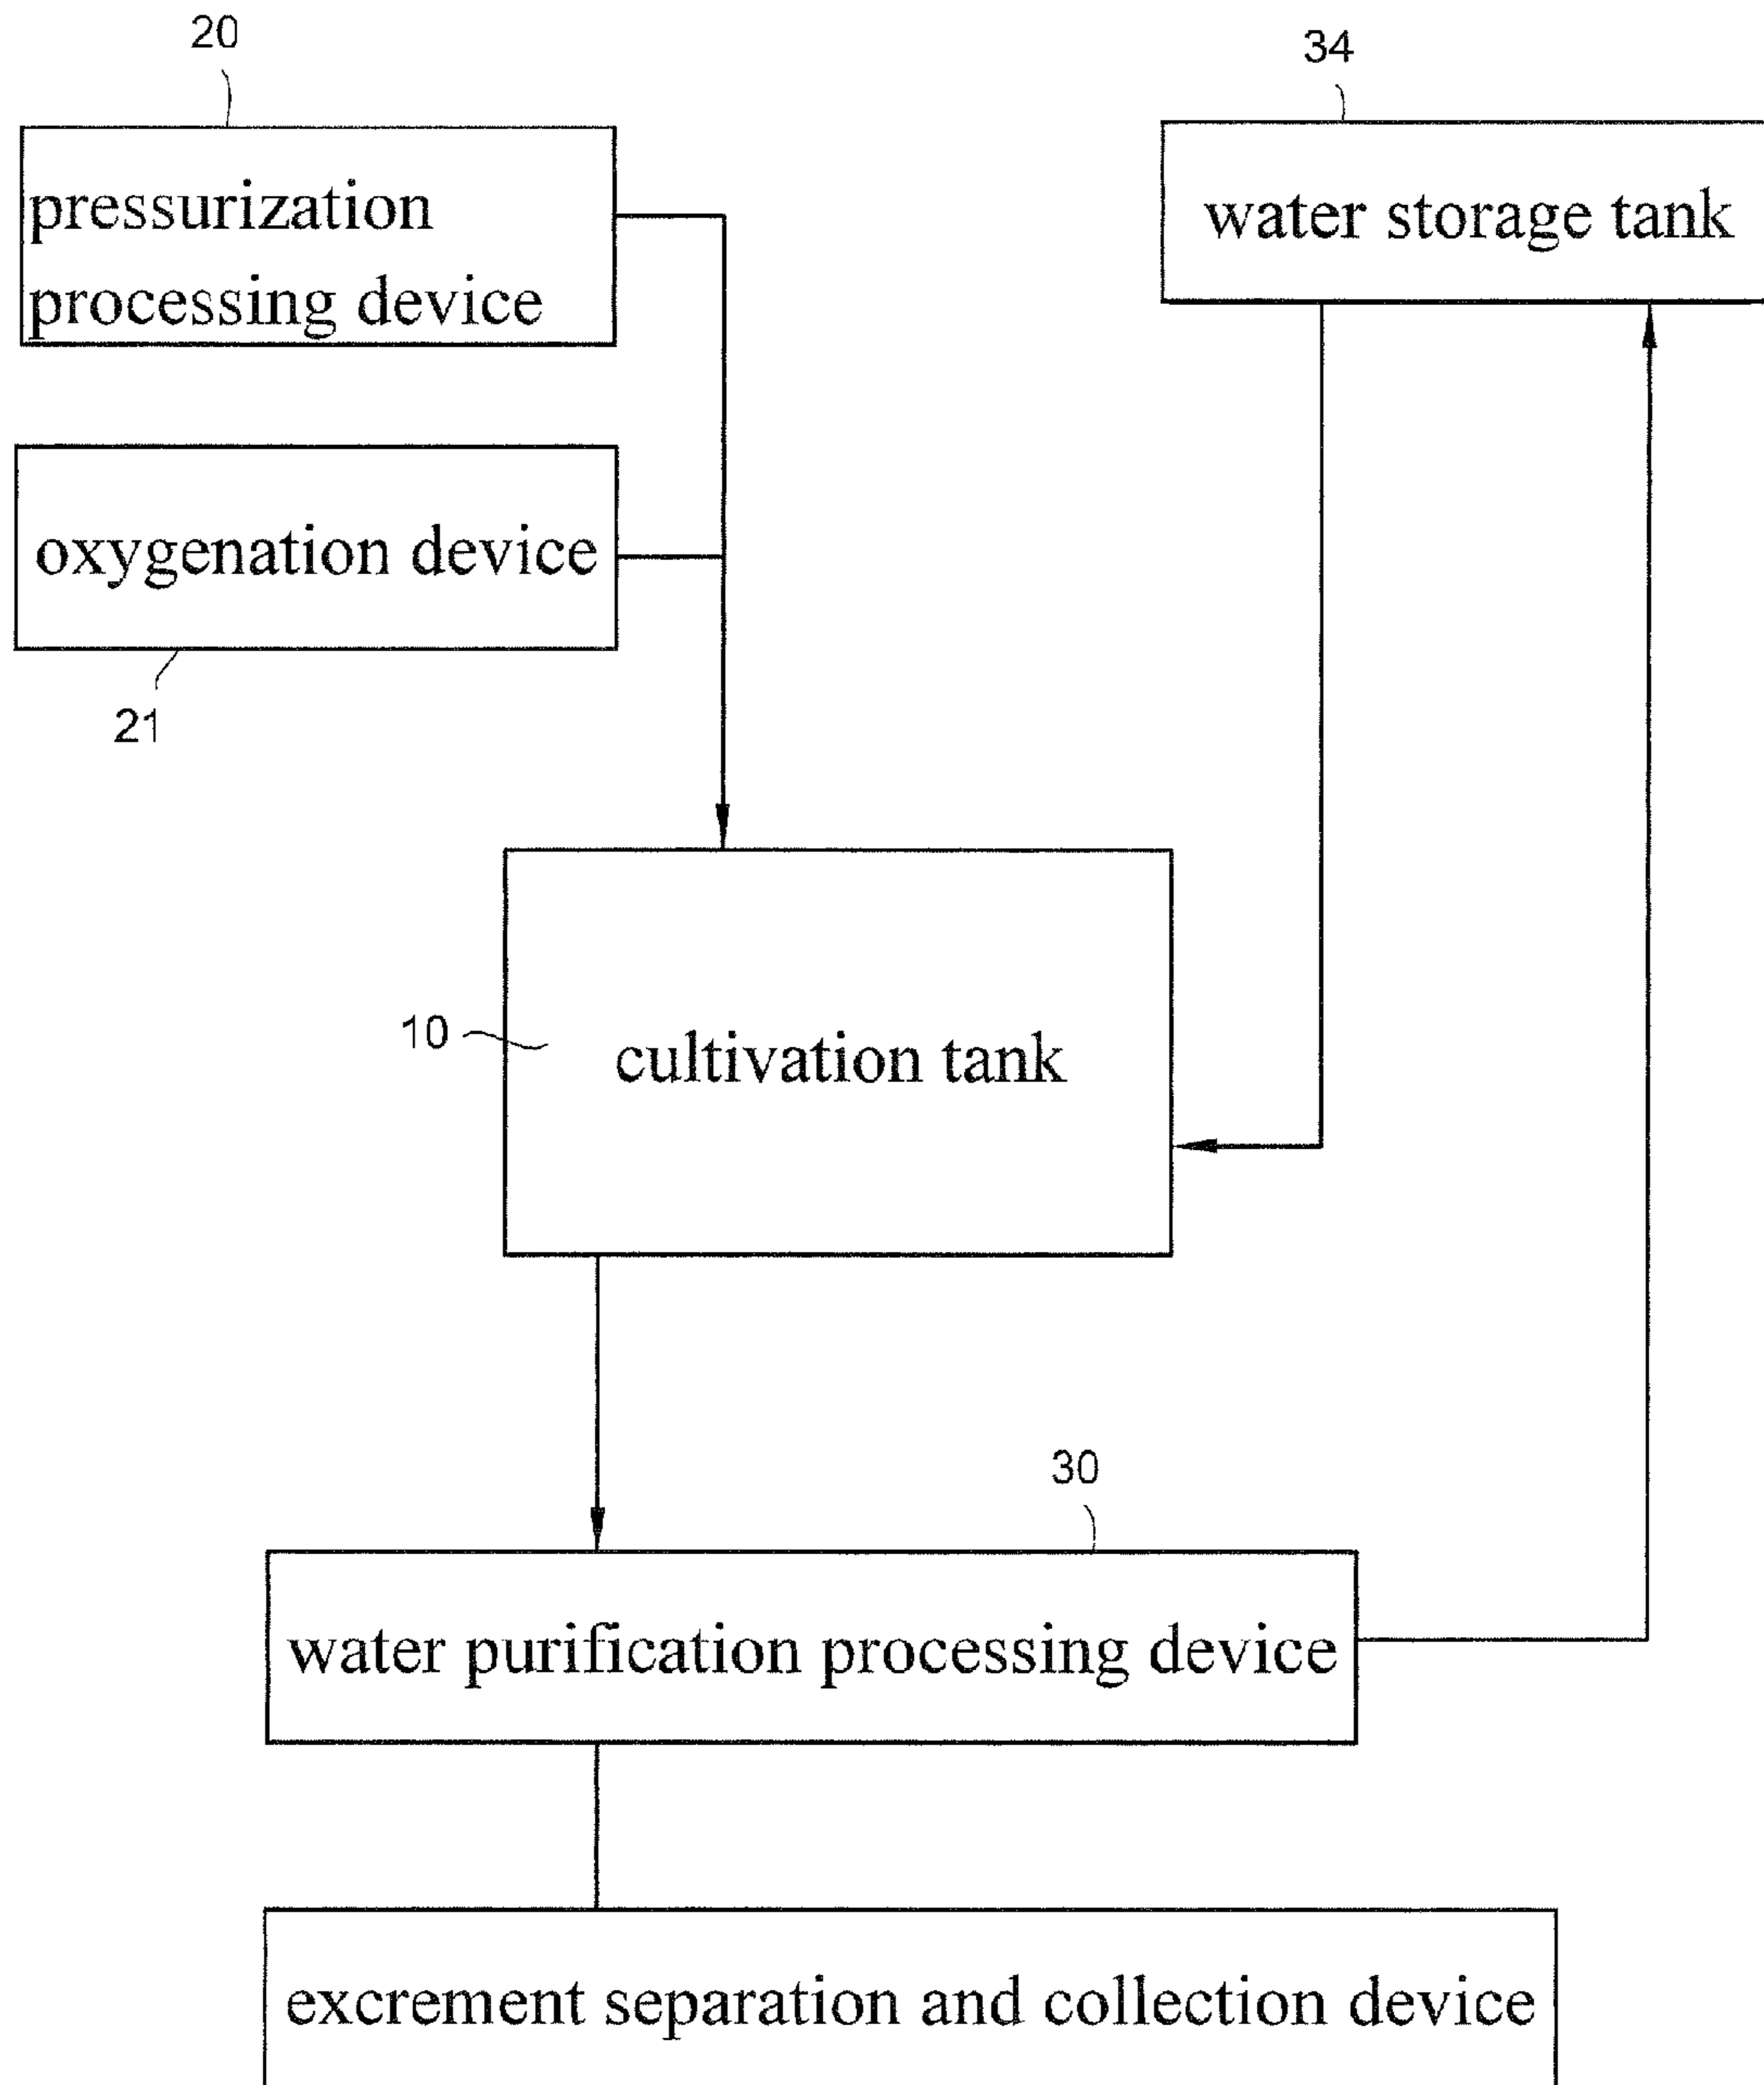 20
34
pressurization
processing device
water storage tank
oxygenation device
21
10
cultivation tank
30
water purification processing device
excrement separation and collection device